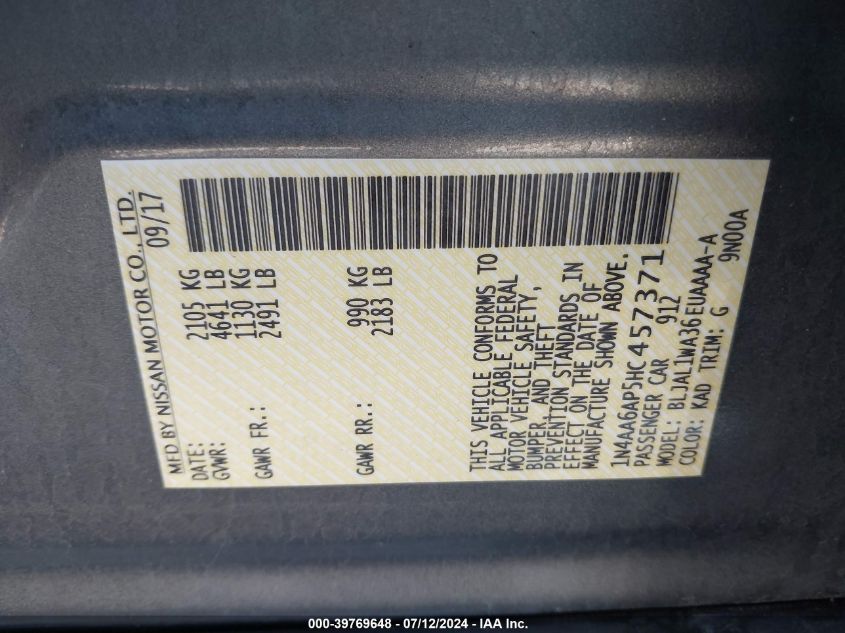 MFD BY NISSAN MOTOR CO., LTD.
DATE: 09/17
GVWR: 2105 KG
4641 LB
GAWR FR.: 1130 KG
2491 LB
GAWR RR.: 990 KG
2183 LB
THIS VEHICLE CONFORMS TO
ALL APPLICABLE FEDERAL
MOTOR VEHICLE SAFETY,
BUMPER, AND THEFT
PREVENTION STANDARDS IN
EFFECT ON THE DATE OF
MANUFACTURE SHOWN ABOVE.
1N4AA6AP5HC457371
PASSENGER CAR 912
MODEL: BLJAL1WA36EUAAAA-A
COLOR: KAD TRIM: G 9N00A
000-39769648 - 07/12/2024 - IAA Inc.